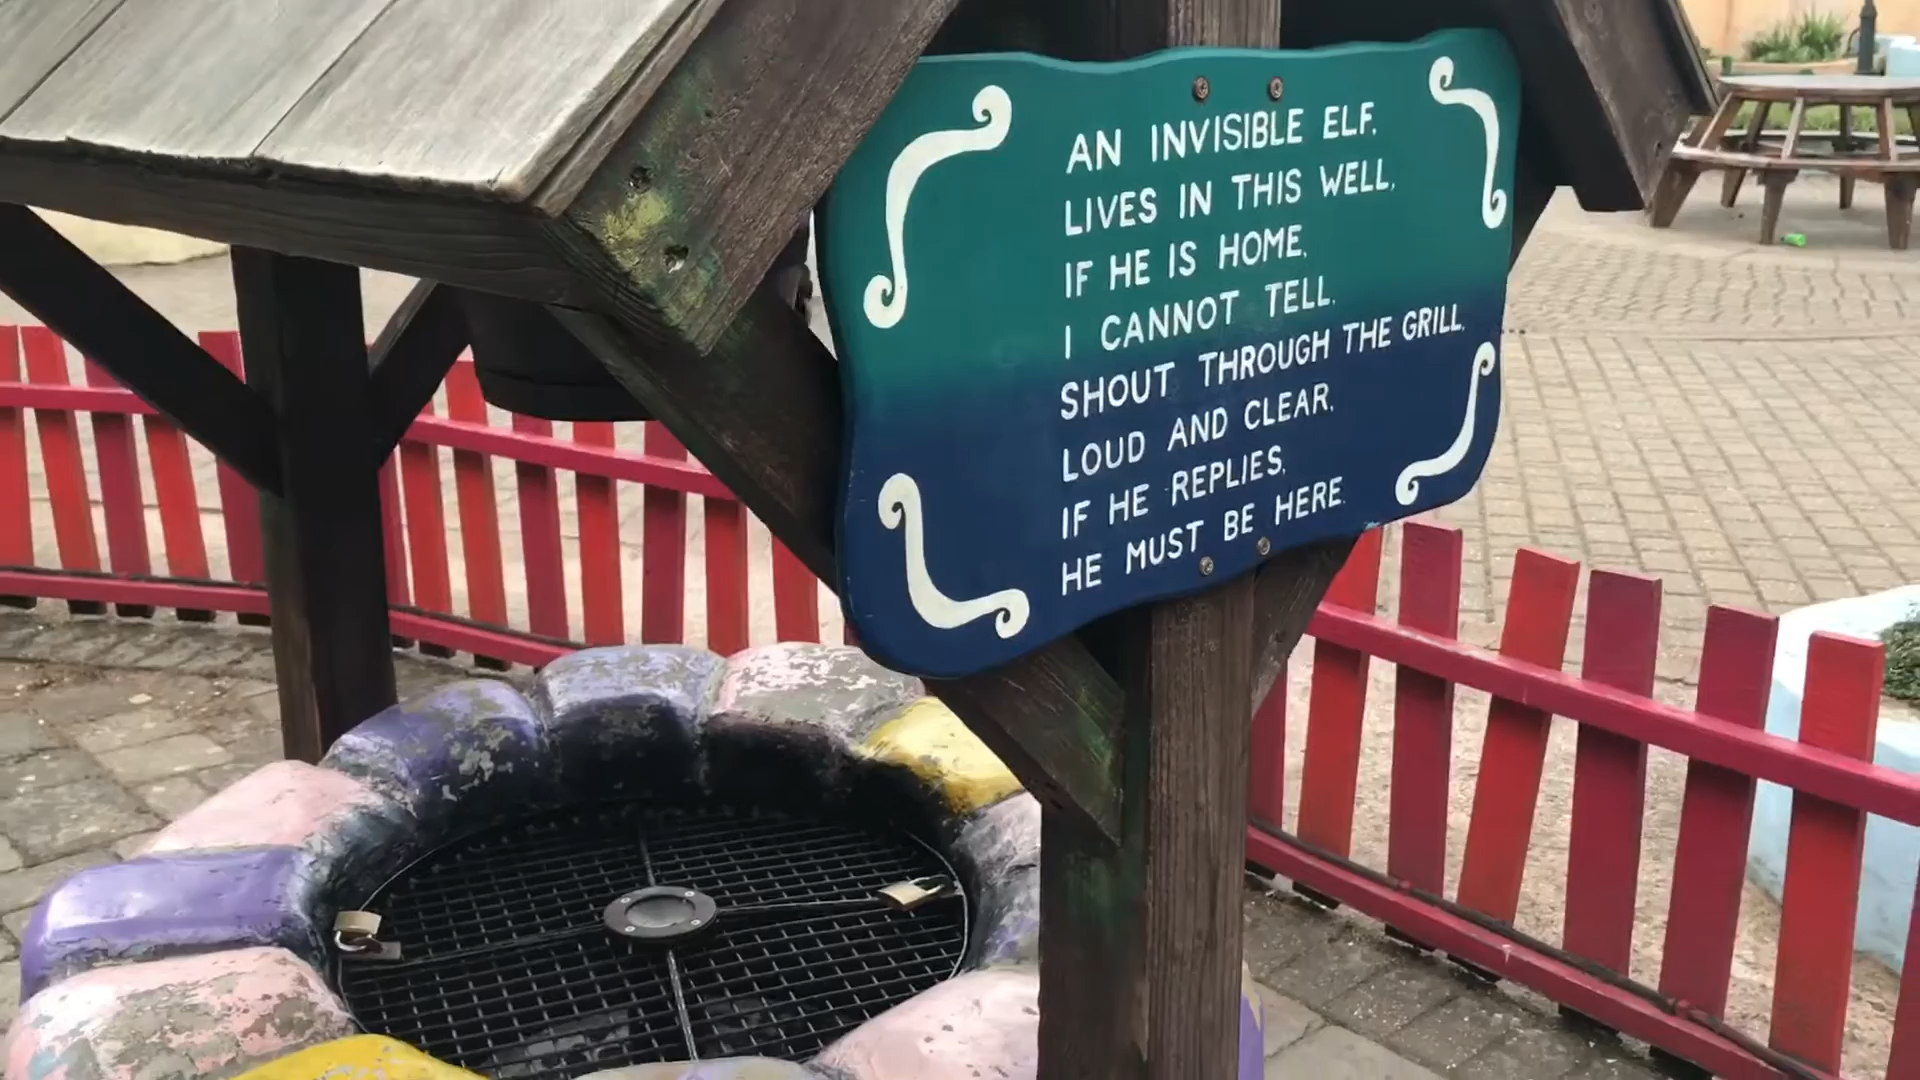 AN INVISIBLE ELF,
LIVES IN THIS WELL,
IF HE IS HOME,
I CANNOT TELL.
SHOUT THROUGH THE GRILL,
LOUD AND CLEAR,
IF HE REPLIES,
HE MUST BE HERE.